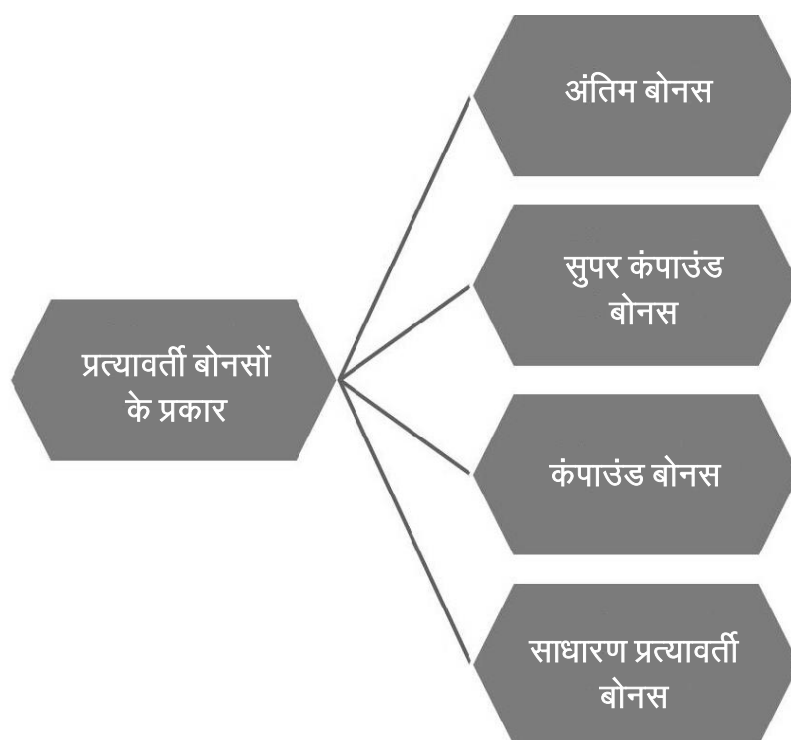 अंतिम बोनस
सुपर कंपाउंड
बोनस
प्रत्यावर्ती बोनसों
के प्रकार
कंपाउंड बोनस
साधारण प्रत्यावर्ती
बोनस